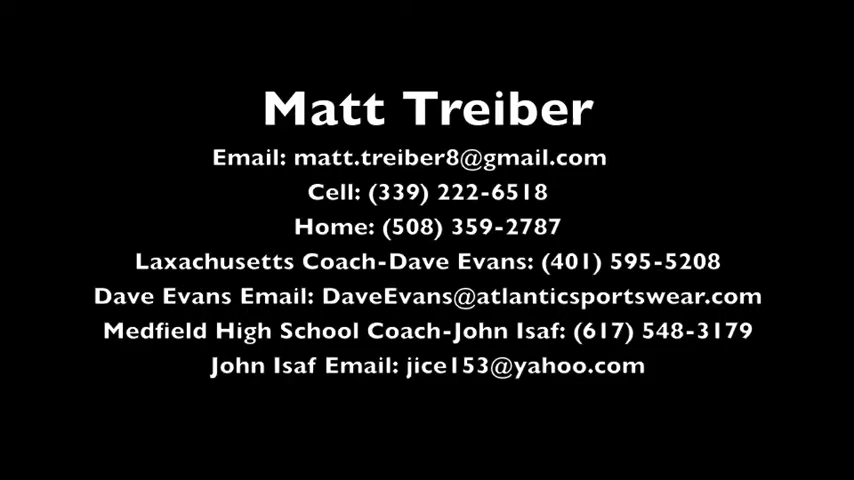 Matt Treiber
Email: matt.treiber8@gmail.com
Cell: (339) 222-6518
Home: (508) 359-2787
Laxachusetts Coach-Dave Evans: (401) 595-5208
Dave Evans Email: DaveEvans@atlanticsportswear.com
Medfield High School Coach-John Isaf: (617) 548-3179
John Isaf Email: jice153@yahoo.com